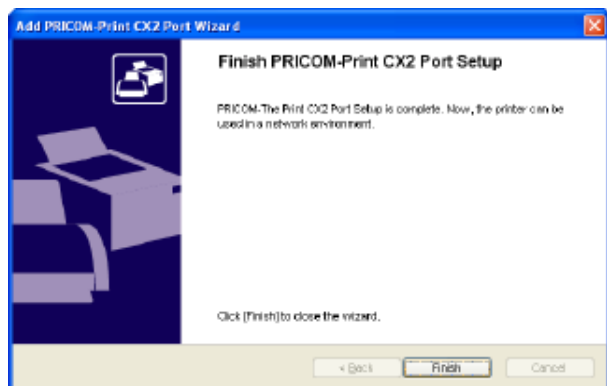 Add PRICOM-Print CX2 Port Wizard
Finish PRICOM-Print CX2 Port Setup
PRICOM-The Print CX2 Port Setup is complete. Now, the printer can be
used in a network environment.
Click [Finish] to close the wizard.
< Back
Finish
Cancel